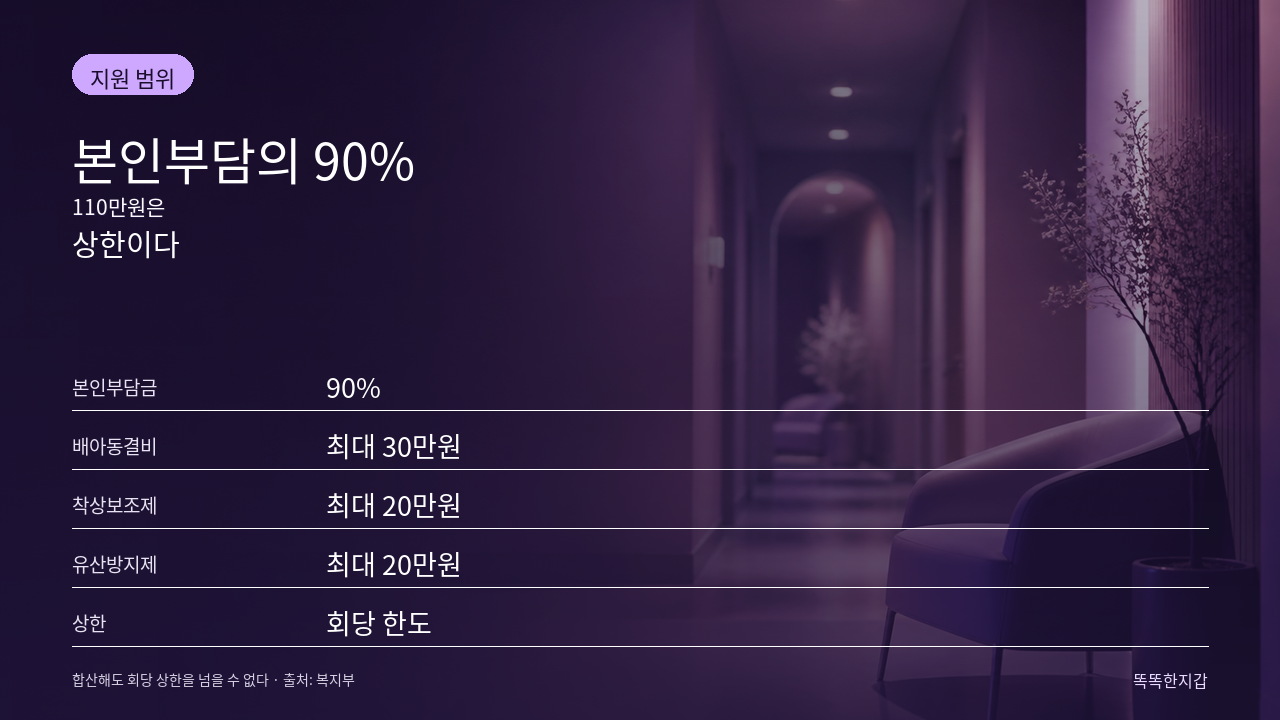 지원 범위
본인부담의 90%
110만원은
상한이다
본인부담금 90%
배아동결비 최대 30만원
착상보조제 최대 20만원
유산방지제 최대 20만원
상한 회당 한도
합산해도 회당 상한을 넘을 수 없다 · 출처: 복지부
똑똑한지갑